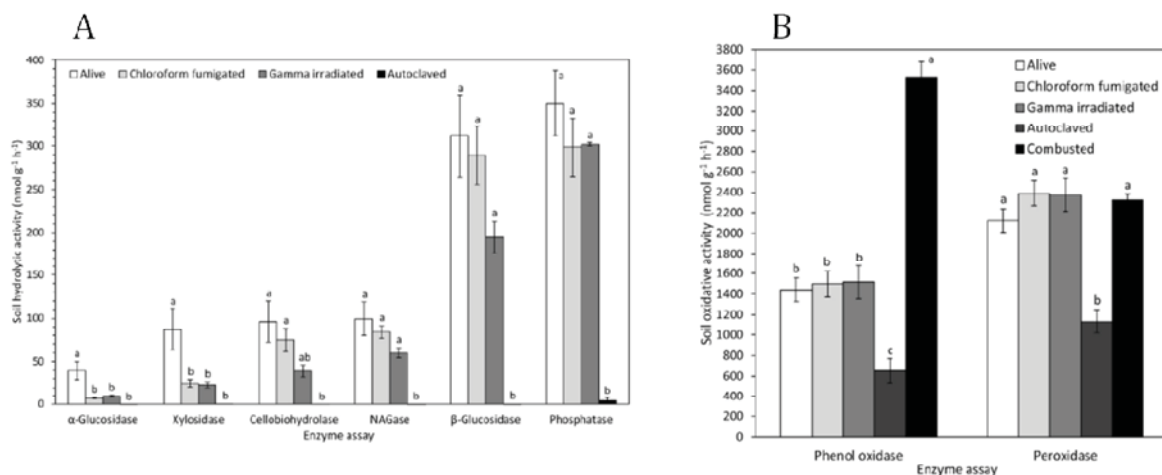 A
Soil hydrolytic activity (nmol g⁻¹ h⁻¹)
400
350
300
250
200
150
100
50
0
Alive Chloroform fumigated Gamma irradiated Autoclaved
a b b b
a b b b
a a ab b
a a a b
a a a b
a a a b
α-Glucosidase Xylosidase Cellobiohydrolase NAGase β-Glucosidase Phosphatase
Enzyme assay
B
Soil oxidative activity (nmol g⁻¹ h⁻¹)
3800
3600
3400
3200
3000
2800
2600
2400
2200
2000
1800
1600
1400
1200
1000
800
600
400
200
0
Alive
Chloroform fumigated
Gamma irradiated
Autoclaved
Combusted
b b b c a
a a a b a
Phenol oxidase Peroxidase
Enzyme assay